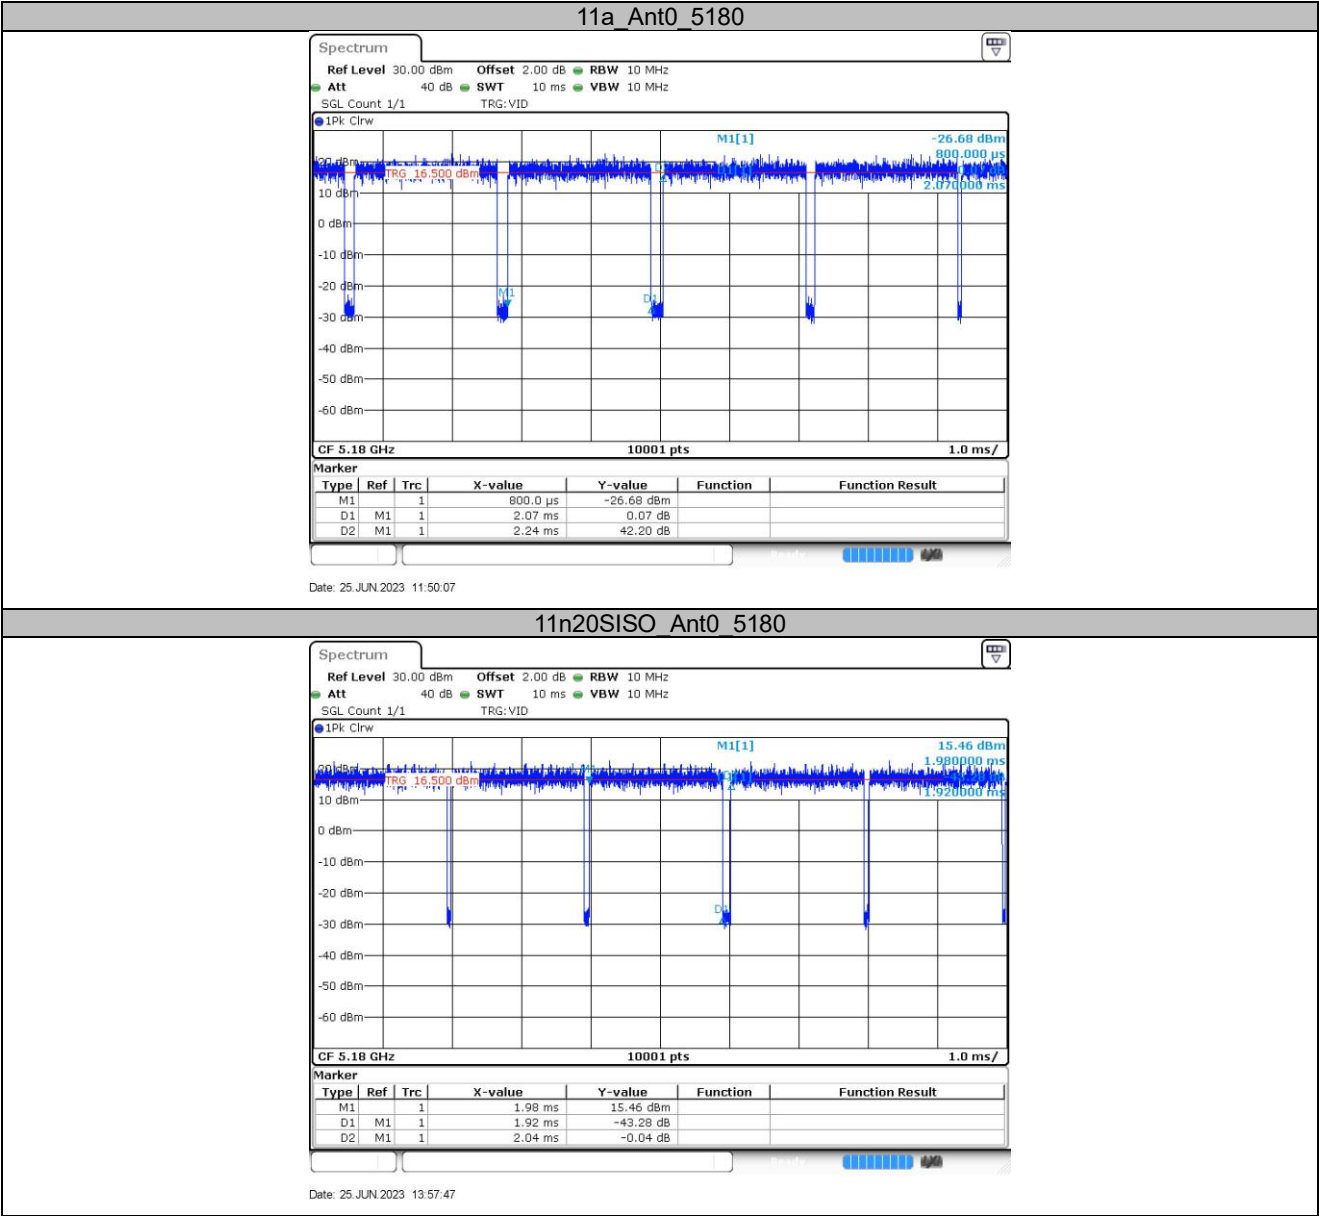 11a_Ant0_5180
Spectrum
Ref Level 30.00 dBm Offset 2.00 dB RBW 10 MHz
Att 40 dB SWT 10 ms VBW 10 MHz
SGL Count 1/1 TRG:VID
1Pk Clrw
M1[1] -26.68 dBm
800.000 µs
20 dBm
TRG 16.500 dBm
2.070000 ms
10 dBm
0 dBm
-10 dBm
-20 dBm
M1
D1
-30 dBm
-40 dBm
-50 dBm
-60 dBm
CF 5.18 GHz 10001 pts 1.0 ms/
Marker
Type Ref Trc X-value Y-value Function Function Result
M1 1 800.0 µs -26.68 dBm
D1 M1 1 2.07 ms 0.07 dB
D2 M1 1 2.24 ms 42.20 dB
Ready
Date: 25.JUN.2023 11:50:07
11n20SISO_Ant0_5180
Spectrum
Ref Level 30.00 dBm Offset 2.00 dB RBW 10 MHz
Att 40 dB SWT 10 ms VBW 10 MHz
SGL Count 1/1 TRG:VID
1Pk Clrw
M1[1] 15.46 dBm
1.980000 ms
20 dBm
TRG 16.500 dBm
1.920000 ms
10 dBm
0 dBm
-10 dBm
-20 dBm
D1
-30 dBm
-40 dBm
-50 dBm
-60 dBm
CF 5.18 GHz 10001 pts 1.0 ms/
Marker
Type Ref Trc X-value Y-value Function Function Result
M1 1 1.98 ms 15.46 dBm
D1 M1 1 1.92 ms -43.28 dB
D2 M1 1 2.04 ms -0.04 dB
Ready
Date: 25.JUN.2023 13:57:47